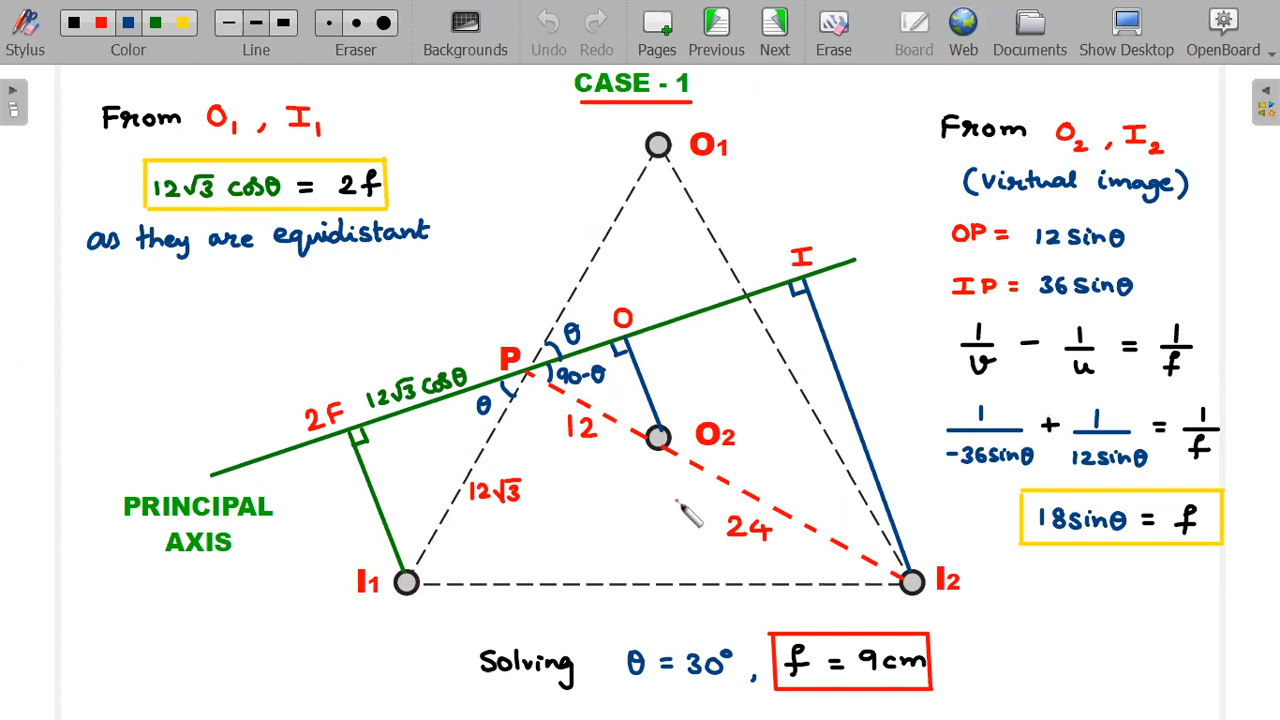 Stylus
Color
Line
Eraser
Backgrounds
Undo
Redo
Pages
Previous
Next
Erase
Board
Web
Documents
Show Desktop
OpenBoard
CASE - 1
From O₁ , I₁
12√3 cosθ = 2f
as they are equidistant
O1
From O₂ , I₂
(virtual image)
OP = 12 sinθ
IP = 36 sinθ
1/v - 1/u = 1/f
1/-36sinθ + 1/12sinθ = 1/f
18sinθ = f
I
O
θ
P
90-θ
12√3 cosθ
θ
2F
12
O2
12√3
24
PRINCIPAL
AXIS
I1
I2
Solving θ = 30° , f = 9cm